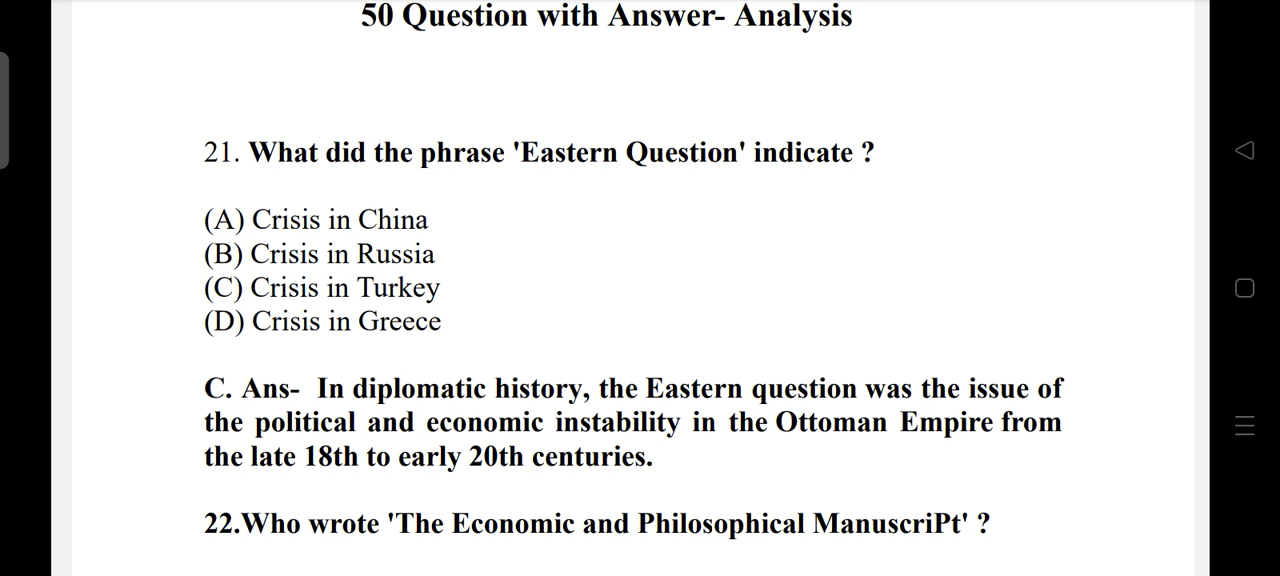 50 Question with Answer- Analysis
21. What did the phrase 'Eastern Question' indicate ?
(A) Crisis in China
(B) Crisis in Russia
(C) Crisis in Turkey
(D) Crisis in Greece
C. Ans- In diplomatic history, the Eastern question was the issue of
the political and economic instability in the Ottoman Empire from
the late 18th to early 20th centuries.
22.Who wrote 'The Economic and Philosophical ManuscriPt' ?